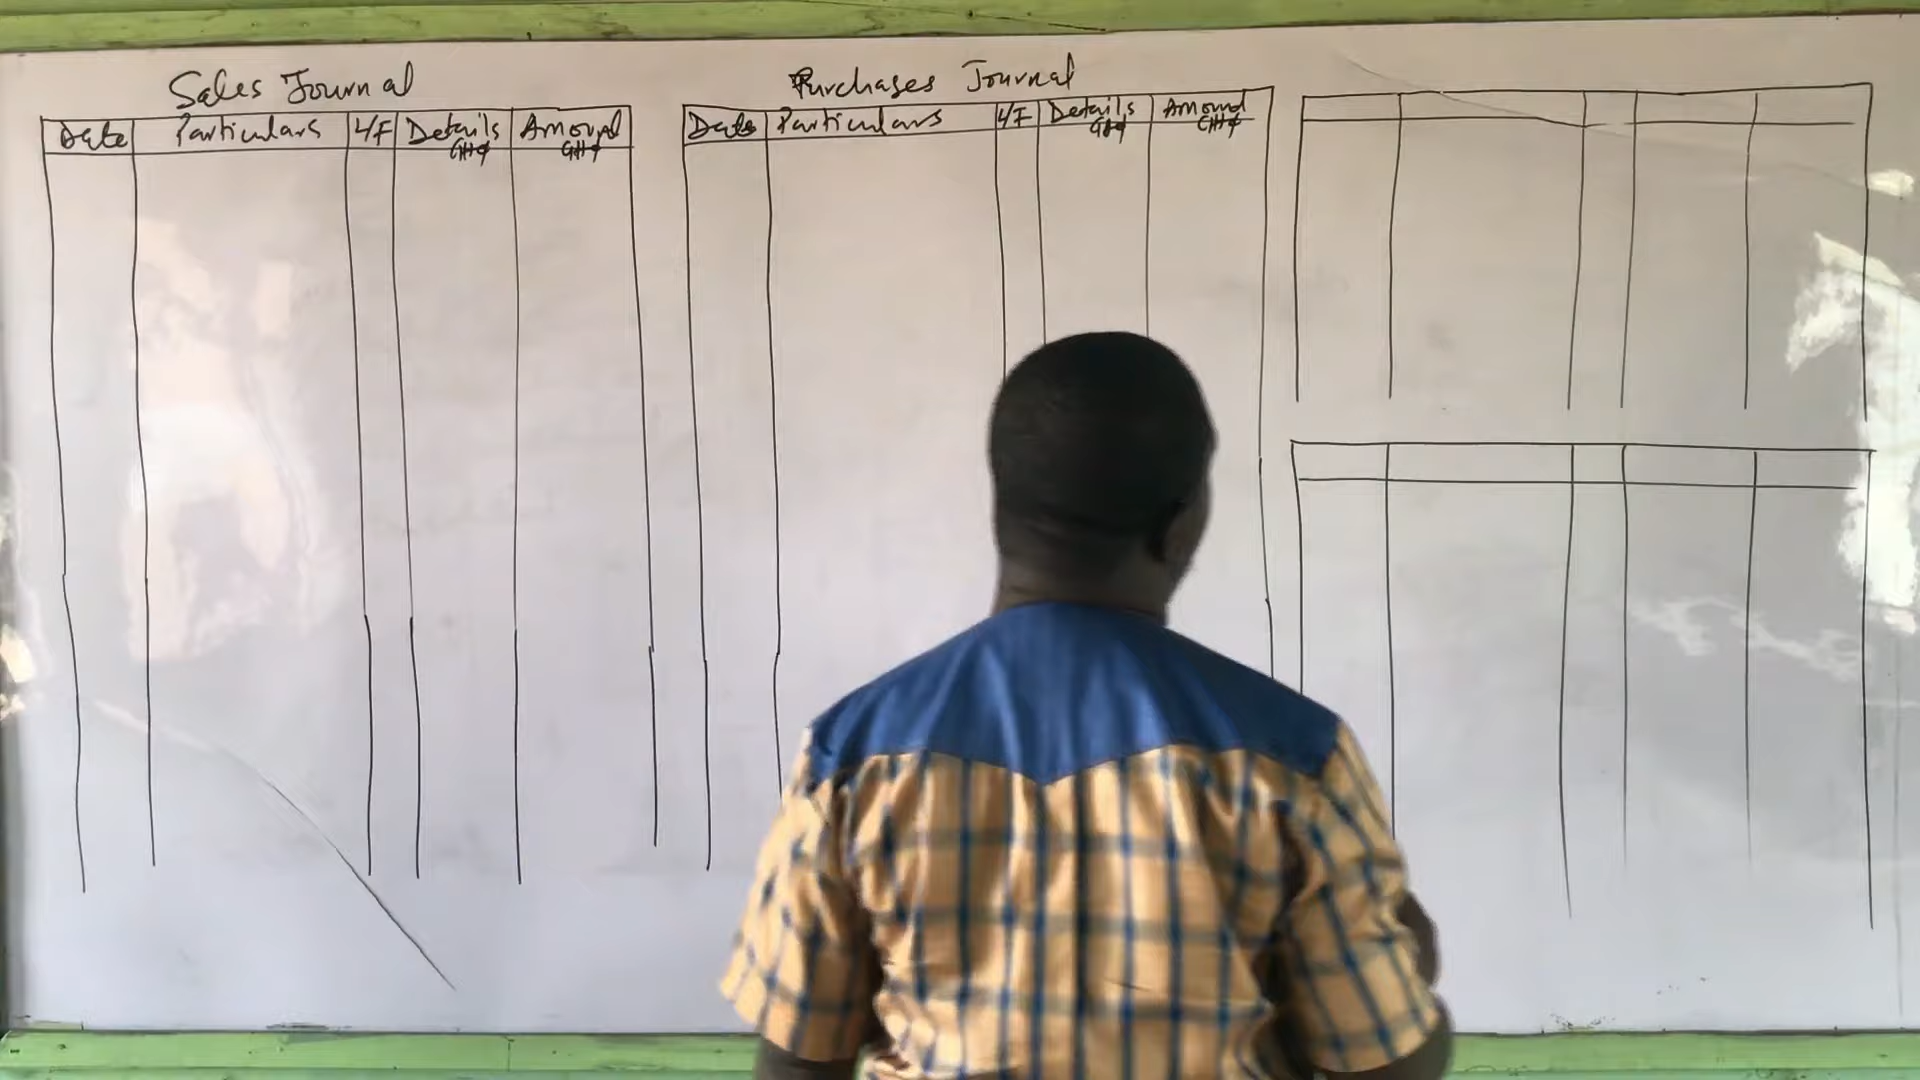 Sales Journal
Date Particulars L/F Details Amount
GH¢ GH¢
Purchases Journal
Date Particulars L/F Details Amount
GH¢ GH¢